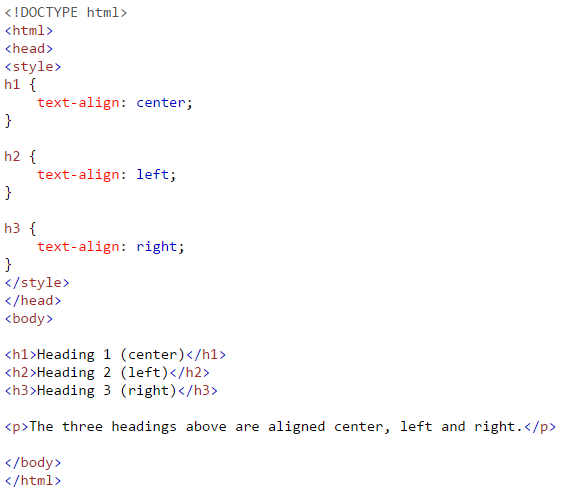 <!DOCTYPE html>
<html>
<head>
<style>
h1 {
    text-align: center;
}

h2 {
    text-align: left;
}

h3 {
    text-align: right;
}
</style>
</head>
<body>

<h1>Heading 1 (center)</h1>
<h2>Heading 2 (left)</h2>
<h3>Heading 3 (right)</h3>

<p>The three headings above are aligned center, left and right.</p>

</body>
</html>